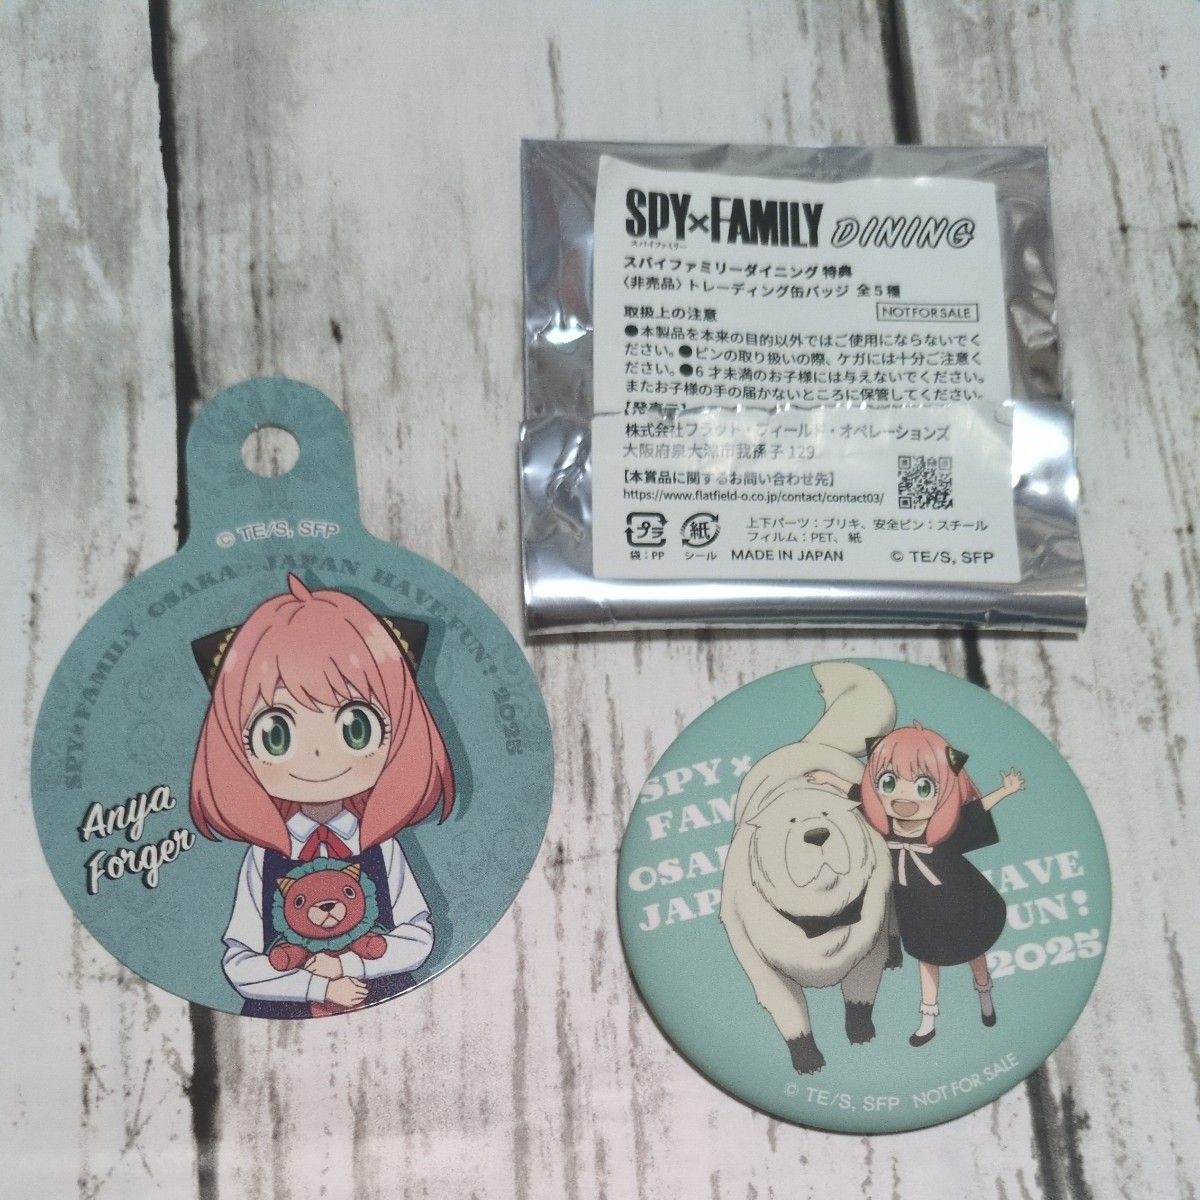 SPY×FAMILY DINING
スパイファミリー
スパイファミリーダイニング 特典
〈非売品〉トレーディング缶バッジ 全5種
NOT FOR SALE
取扱上の注意
●本製品を本来の目的以外ではご使用にならないでく
ださい。●ピンの取り扱いの際、ケガには十分ご注意く
ださい。●6才未満のお子様には与えないでください。
またお子様の手の届かないところに保管してください。
【発売元】
株式会社フラット・フィールド・オペレーションズ
大阪府泉大津市我孫子129
【本賞品に関するお問い合わせ先】
https://www.flatfield-o.co.jp/contact/contact03/
プラ
紙
袋：PP
シール
上下パーツ：ブリキ、安全ピン：スチール
フィルム：PET、紙
MADE IN JAPAN
© TE/S, SFP
© TE/S, SFP
SPY×FAMILY OSAKA JAPAN HAVE FUN! 2025
Anya
Forger
SPY×
FAM
OSA
JAP
HAVE
FUN!
2025
© TE/S, SFP NOT FOR SALE